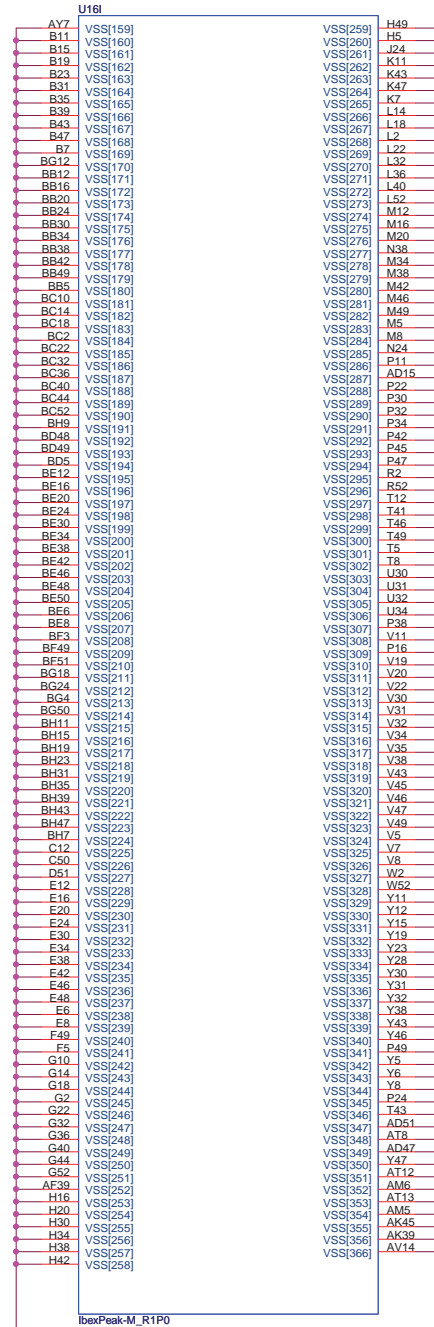 U16I
AY7 VSS[159] VSS[259] H49
B11 VSS[160] VSS[260] H5
B15 VSS[161] VSS[261] J24
B19 VSS[162] VSS[262] K11
B23 VSS[163] VSS[263] K43
B31 VSS[164] VSS[264] K47
B35 VSS[165] VSS[265] K7
B39 VSS[166] VSS[266] L14
B43 VSS[167] VSS[267] L18
B47 VSS[168] VSS[268] L2
B7 VSS[169] VSS[269] L22
BG12 VSS[170] VSS[270] L32
BB12 VSS[171] VSS[271] L36
BB16 VSS[172] VSS[272] L40
BB20 VSS[173] VSS[273] L52
BB24 VSS[174] VSS[274] M12
BB30 VSS[175] VSS[275] M16
BB34 VSS[176] VSS[276] M20
BB38 VSS[177] VSS[277] N38
BB42 VSS[178] VSS[278] M34
BB49 VSS[179] VSS[279] M38
BB5 VSS[180] VSS[280] M42
BC10 VSS[181] VSS[281] M46
BC14 VSS[182] VSS[282] M49
BC18 VSS[183] VSS[283] M5
BC2 VSS[184] VSS[284] M8
BC22 VSS[185] VSS[285] N24
BC32 VSS[186] VSS[286] P11
BC36 VSS[187] VSS[287] AD15
BC40 VSS[188] VSS[288] P22
BC44 VSS[189] VSS[289] P30
BC52 VSS[190] VSS[290] P32
BH9 VSS[191] VSS[291] P34
BD48 VSS[192] VSS[292] P42
BD49 VSS[193] VSS[293] P45
BD5 VSS[194] VSS[294] P47
BE12 VSS[195] VSS[295] R2
BE16 VSS[196] VSS[296] R52
BE20 VSS[197] VSS[297] T12
BE24 VSS[198] VSS[298] T41
BE30 VSS[199] VSS[299] T46
BE34 VSS[200] VSS[300] T49
BE38 VSS[201] VSS[301] T5
BE42 VSS[202] VSS[302] T8
BE46 VSS[203] VSS[303] U30
BE48 VSS[204] VSS[304] U31
BE50 VSS[205] VSS[305] U32
BE6 VSS[206] VSS[306] U34
BE8 VSS[207] VSS[307] P38
BF3 VSS[208] VSS[308] V11
BF49 VSS[209] VSS[309] P16
BF51 VSS[210] VSS[310] V19
BG18 VSS[211] VSS[311] V20
BG24 VSS[212] VSS[312] V22
BG4 VSS[213] VSS[313] V30
BG50 VSS[214] VSS[314] V31
BH11 VSS[215] VSS[315] V32
BH15 VSS[216] VSS[316] V34
BH19 VSS[217] VSS[317] V35
BH23 VSS[218] VSS[318] V38
BH31 VSS[219] VSS[319] V43
BH35 VSS[220] VSS[320] V45
BH39 VSS[221] VSS[321] V46
BH43 VSS[222] VSS[322] V47
BH47 VSS[223] VSS[323] V49
BH7 VSS[224] VSS[324] V5
C12 VSS[225] VSS[325] V7
C50 VSS[226] VSS[326] V8
D51 VSS[227] VSS[327] W2
E12 VSS[228] VSS[328] W52
E16 VSS[229] VSS[329] Y11
E20 VSS[230] VSS[330] Y12
E24 VSS[231] VSS[331] Y15
E30 VSS[232] VSS[332] Y19
E34 VSS[233] VSS[333] Y23
E38 VSS[234] VSS[334] Y28
E42 VSS[235] VSS[335] Y30
E46 VSS[236] VSS[336] Y31
E48 VSS[237] VSS[337] Y32
E6 VSS[238] VSS[338] Y38
E8 VSS[239] VSS[339] Y43
F49 VSS[240] VSS[340] Y46
F5 VSS[241] VSS[341] P49
G10 VSS[242] VSS[342] Y5
G14 VSS[243] VSS[343] Y6
G18 VSS[244] VSS[344] Y8
G2 VSS[245] VSS[345] P24
G22 VSS[246] VSS[346] T43
G32 VSS[247] VSS[347] AD51
G36 VSS[248] VSS[348] AT8
G40 VSS[249] VSS[349] AD47
G44 VSS[250] VSS[350] Y47
G52 VSS[251] VSS[351] AT12
AF39 VSS[252] VSS[352] AM6
H16 VSS[253] VSS[353] AT13
H20 VSS[254] VSS[354] AM5
H30 VSS[255] VSS[355] AK45
H34 VSS[256] VSS[356] AK39
H38 VSS[257] VSS[366] AV14
H42 VSS[258]
IbexPeak-M_R1P0